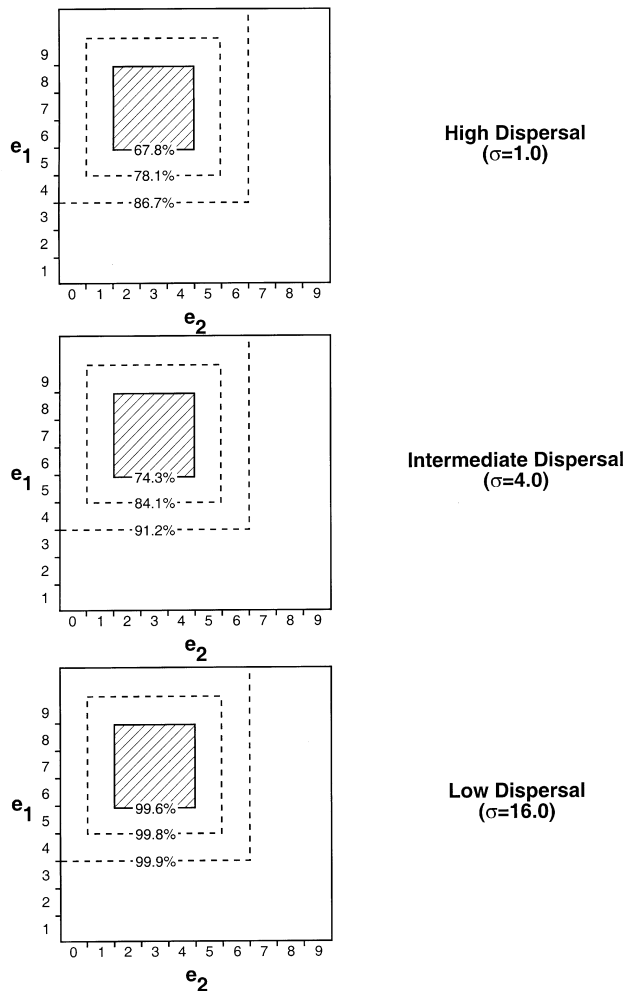 9
8
7
6
5
4
3
2
1
e1
67.8%
78.1%
86.7%
0 1 2 3 4 5 6 7 8 9
e2
High Dispersal
(σ=1.0)
9
8
7
6
5
4
3
2
1
e1
74.3%
84.1%
91.2%
0 1 2 3 4 5 6 7 8 9
e2
Intermediate Dispersal
(σ=4.0)
9
8
7
6
5
4
3
2
1
e1
99.6%
99.8%
99.9%
0 1 2 3 4 5 6 7 8 9
e2
Low Dispersal
(σ=16.0)